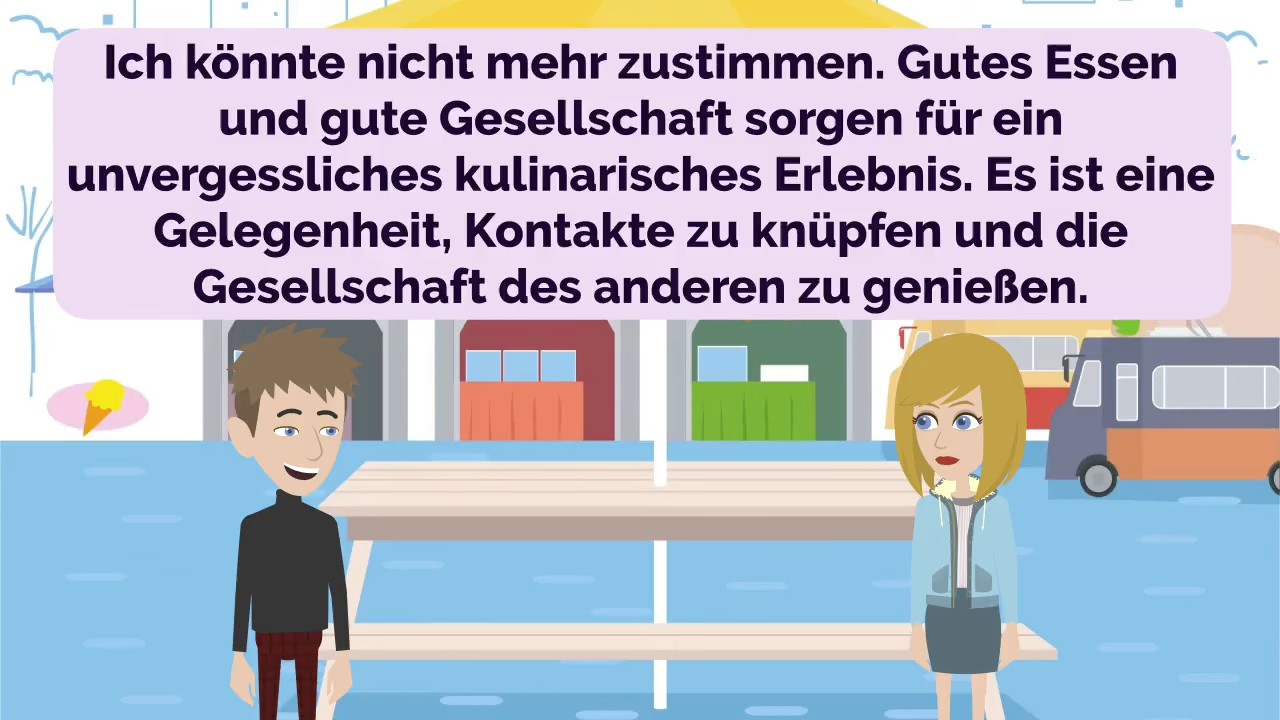 Ich könnte nicht mehr zustimmen. Gutes Essen
und gute Gesellschaft sorgen für ein
unvergessliches kulinarisches Erlebnis. Es ist eine
Gelegenheit, Kontakte zu knüpfen und die
Gesellschaft des anderen zu genießen.